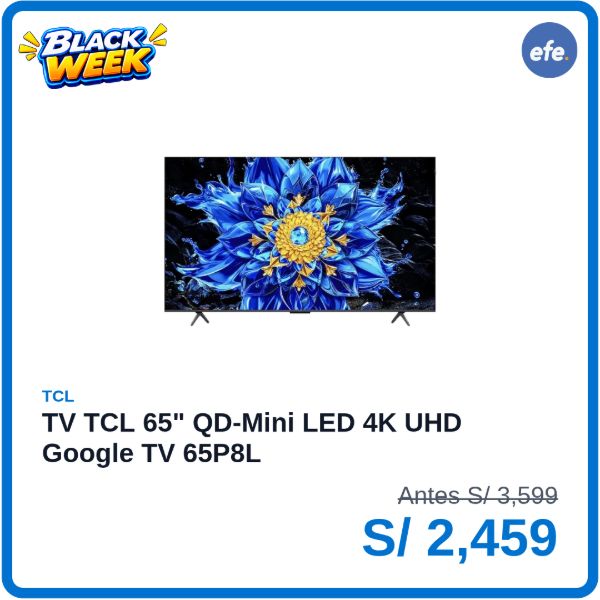 BLACK
WEEK
efe.
TCL
TV TCL 65" QD-Mini LED 4K UHD
Google TV 65P8L
Antes S/ 3,599
S/ 2,459